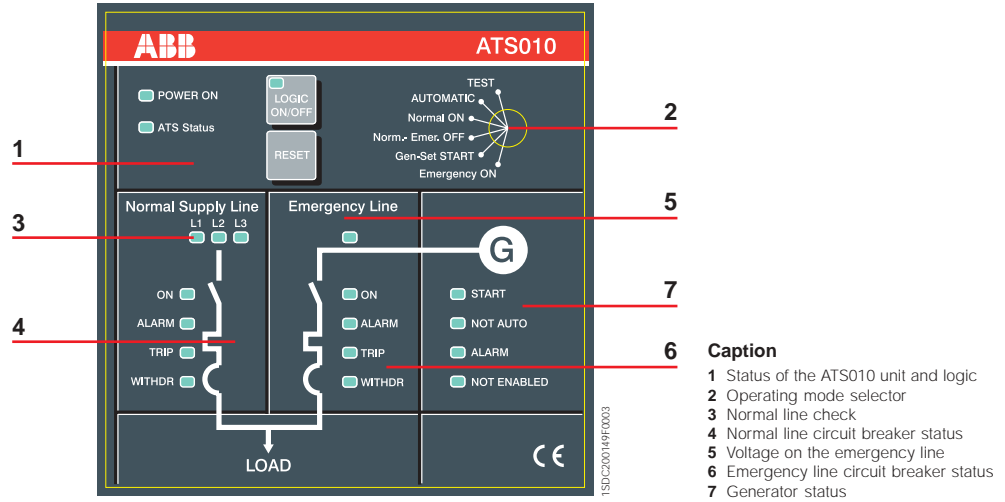 ABB
ATS010
POWER ON
ATS Status
LOGIC
ON/OFF
RESET
TEST
AUTOMATIC
Normal ON
Norm.- Emer. OFF
Gen-Set START
Emergency ON
1
2
Normal Supply Line
L1 L2 L3
Emergency Line
5
3
G
ON
ALARM
TRIP
WITHDR
4
ON
ALARM
TRIP
WITHDR
START
NOT AUTO
ALARM
NOT ENABLED
7
6
LOAD
CE
1SDC200149F0003
Caption
1 Status of the ATS010 unit and logic
2 Operating mode selector
3 Normal line check
4 Normal line circuit breaker status
5 Voltage on the emergency line
6 Emergency line circuit breaker status
7 Generator status